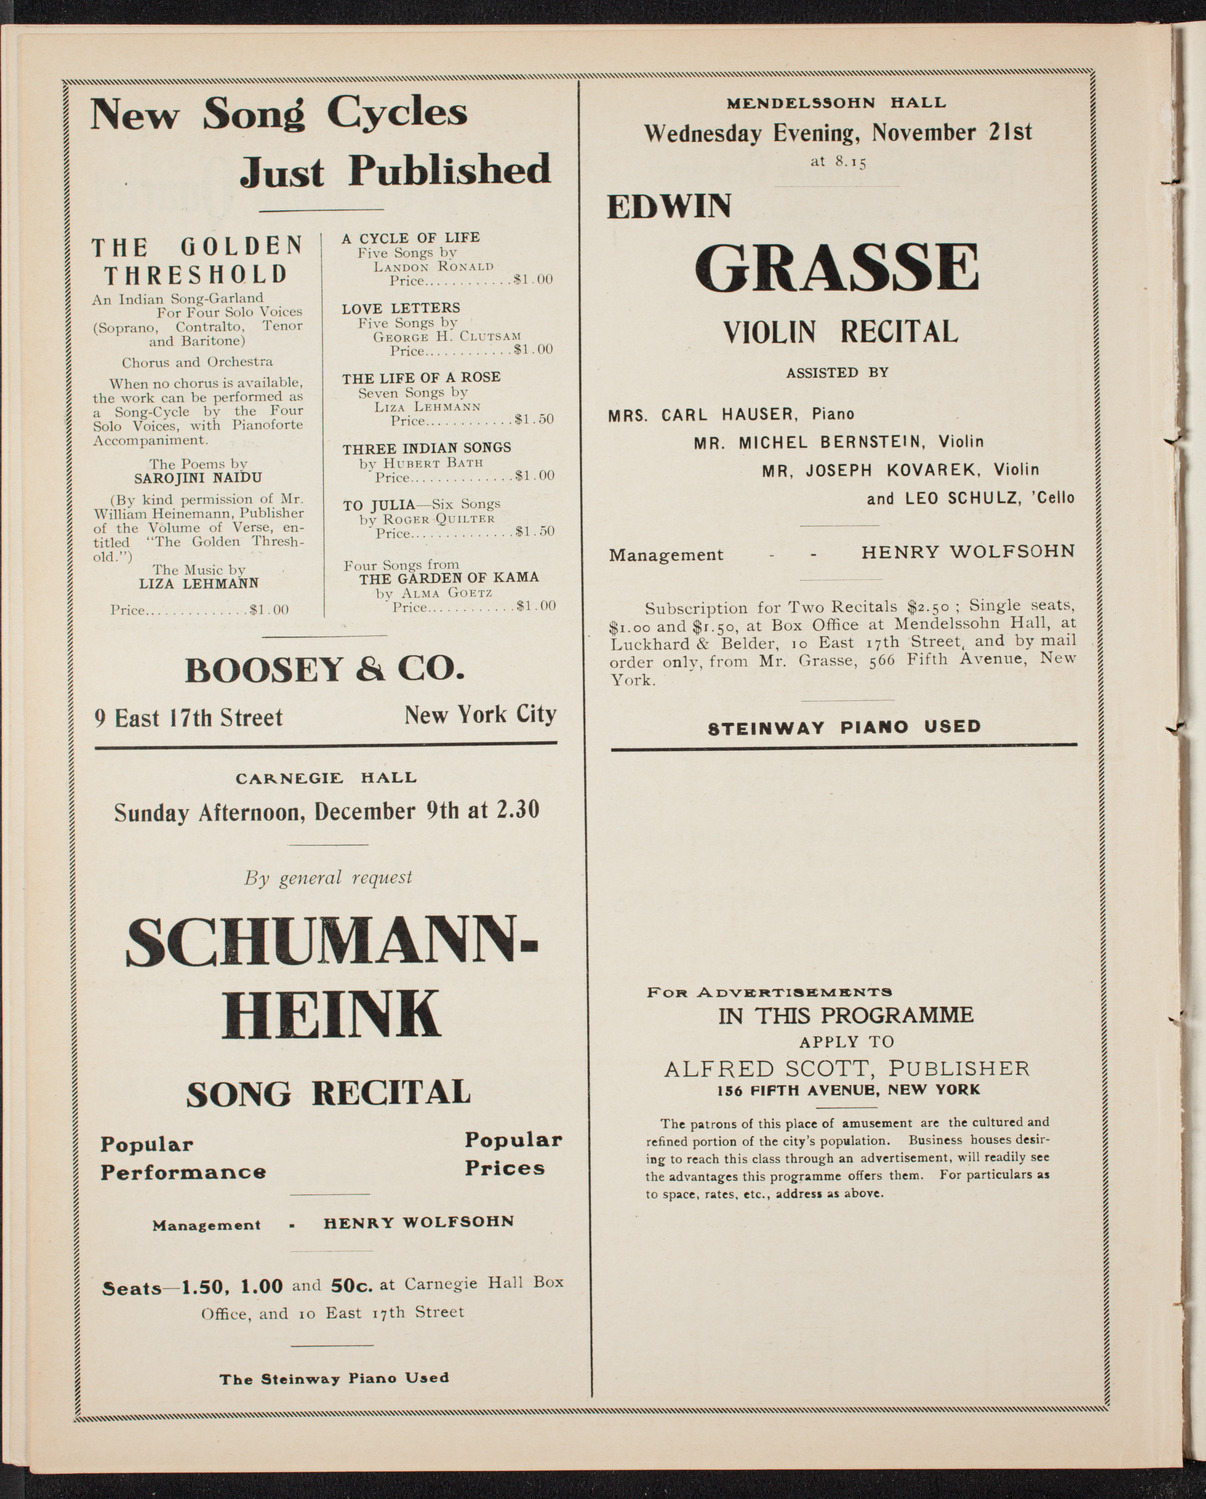 New Song Cycles
Just Published
THE GOLDEN
THRESHOLD
An Indian Song-Garland
For Four Solo Voices
(Soprano, Contralto, Tenor
and Baritone)
Chorus and Orchestra
When no chorus is available,
the work can be performed as
a Song-Cycle by the Four
Solo Voices, with Pianoforte
Accompaniment.
The Poems by
SAROJINI NAIDU
(By kind permission of Mr.
William Heinemann, Publisher
of the Volume of Verse, en-
titled "The Golden Thresh-
old.")
The Music by
LIZA LEHMANN
Price..............$1.00
A CYCLE OF LIFE
Five Songs by
LANDON RONALD
Price............$1.00
LOVE LETTERS
Five Songs by
GEORGE H. CLUTSAM
Price............$1.00
THE LIFE OF A ROSE
Seven Songs by
LIZA LEHMANN
Price............$1.50
THREE INDIAN SONGS
by HUBERT BATH
Price..............$1.00
TO JULIA—Six Songs
by ROGER QUILTER
Price..............$1.50
Four Songs from
THE GARDEN OF KAMA
by ALMA GOETZ
Price............$1.00
BOOSEY & CO.
9 East 17th Street New York City
CARNEGIE HALL
Sunday Afternoon, December 9th at 2.30
By general request
SCHUMANN-
HEINK
SONG RECITAL
Popular Popular
Performance Prices
Management - HENRY WOLFSOHN
Seats—1.50, 1.00 and 50c. at Carnegie Hall Box
Office, and 10 East 17th Street
The Steinway Piano Used
MENDELSSOHN HALL
Wednesday Evening, November 21st
at 8.15
EDWIN
GRASSE
VIOLIN RECITAL
ASSISTED BY
MRS. CARL HAUSER, Piano
MR. MICHEL BERNSTEIN, Violin
MR, JOSEPH KOVAREK, Violin
and LEO SCHULZ, 'Cello
Management - - HENRY WOLFSOHN
Subscription for Two Recitals $2.50 ; Single seats,
$1.00 and $1.50, at Box Office at Mendelssohn Hall, at
Luckhard & Belder, 10 East 17th Street, and by mail
order only, from Mr. Grasse, 566 Fifth Avenue, New
York.
STEINWAY PIANO USED
FOR ADVERTISEMENTS
IN THIS PROGRAMME
APPLY TO
ALFRED SCOTT, PUBLISHER
156 FIFTH AVENUE, NEW YORK
The patrons of this place of amusement are the cultured and
refined portion of the city's population. Business houses desir-
ing to reach this class through an advertisement, will readily see
the advantages this programme offers them. For particulars as
to space, rates, etc., address as above.